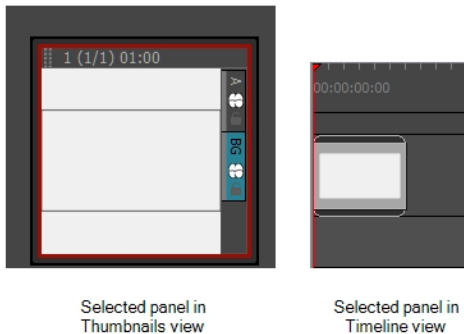 1 (1/1) 01:00
A
BG
00:00:00:00
Selected panel in
Thumbnails view
Selected panel in
Timeline view